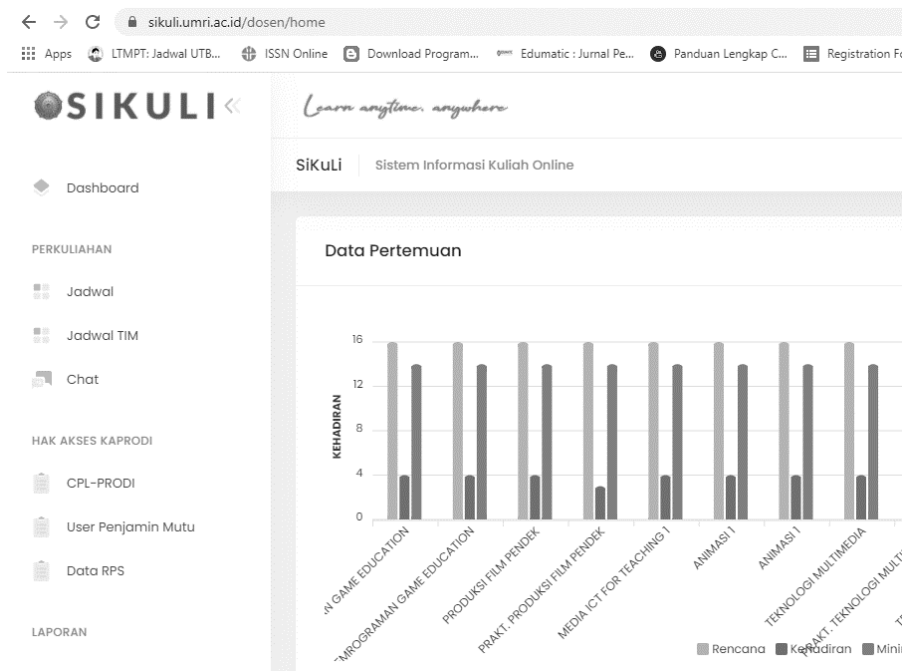 sikuli.umri.ac.id/dosen/home
Apps LTMPT: Jadwal UTB... ISSN Online Download Program... Edumatic : Jurnal Pe... Panduan Lengkap C... Registration Fo
SIKULI
Learn anytime, anywhere
SiKuLi Sistem Informasi Kuliah Online
Dashboard
PERKULIAHAN
Jadwal
Jadwal TIM
Chat
HAK AKSES KAPRODI
CPL-PRODI
User Penjamin Mutu
Data RPS
LAPORAN
Data Pertemuan
KEHADIRAN
16
12
8
4
0
N GAME EDUCATION
EMROGRAMAN GAME EDUCATION
PRODUKSI FILM PENDEK
PRAKT. PRODUKSI FILM PENDEK
MEDIA ICT FOR TEACHING 1
ANIMASI 1
ANIMASI 1
TEKNOLOGI MULTIMEDIA
PRAKT. TEKNOLOGI MULTI
Rencana Kehadiran Mini